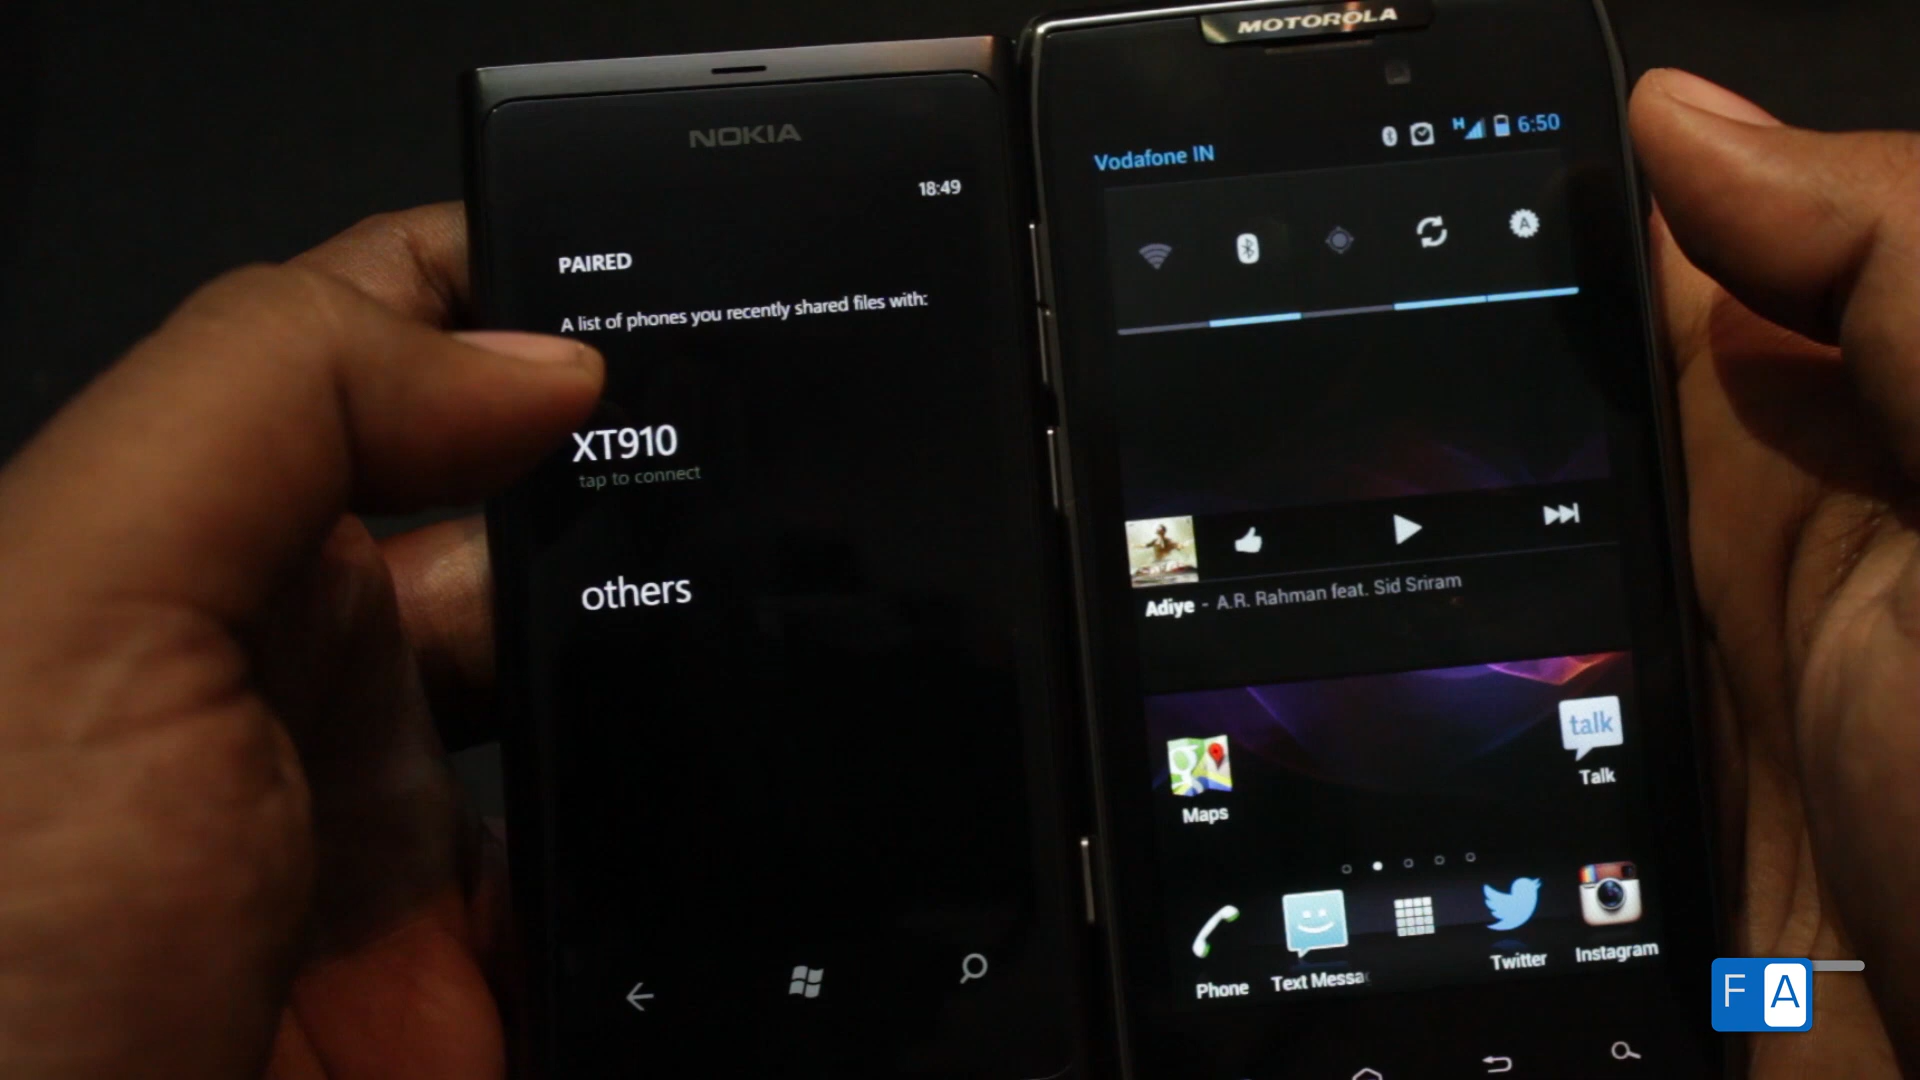 NOKIA
18:49
PAIRED
A list of phones you recently shared files with:
XT910
tap to connect
others
MOTOROLA
Vodafone IN
H
6:50
A
Adiye - A.R. Rahman feat. Sid Sriram
talk
Talk
g
Maps
Phone
Text Messa
Twitter
Instagram
F A